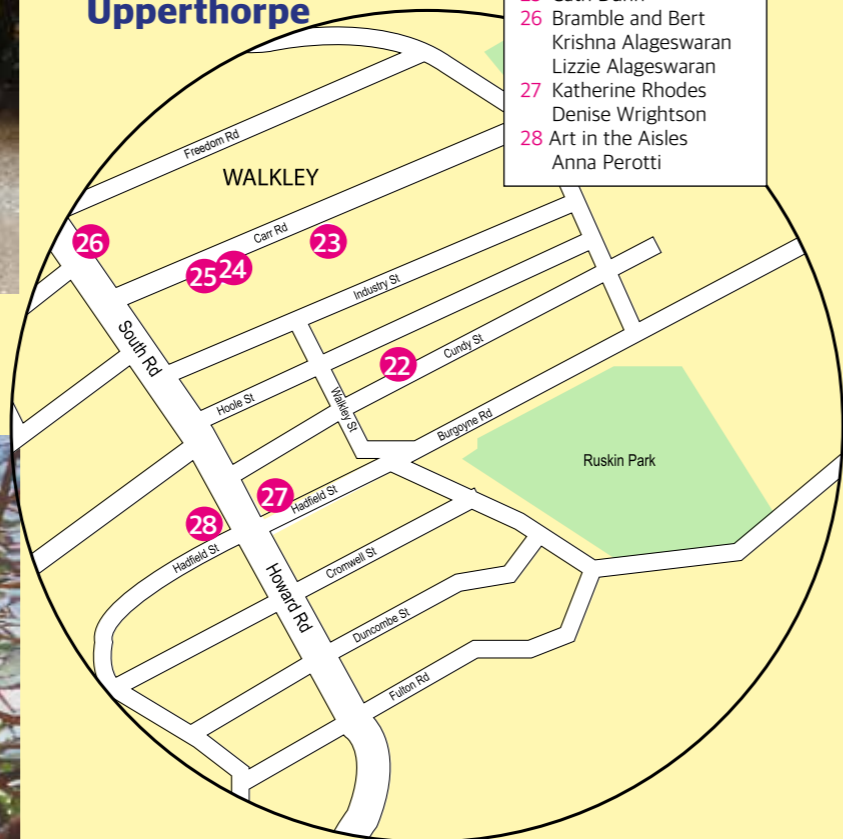 Upperthorpe
26 Bramble and Bert
Krishna Alageswaran
Lizzie Alageswaran
27 Katherine Rhodes
Denise Wrightson
28 Art in the Aisles
Anna Perotti
Freedom Rd
WALKLEY
26
Carr Rd
23
25
24
Industry St
South Rd
22
Cundy St
Hoole St
Walkley St
Burgoyne Rd
Ruskin Park
27
Hadfield St
28
Hadfield St
Cromwell St
Howard Rd
Duncombe St
Fulton Rd